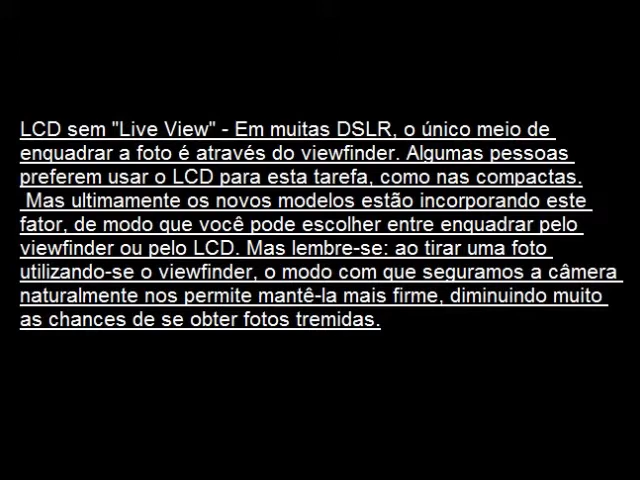 LCD sem "Live View" - Em muitas DSLR, o único meio de
enquadrar a foto é através do viewfinder. Algumas pessoas
preferem usar o LCD para esta tarefa, como nas compactas.
Mas ultimamente os novos modelos estão incorporando este
fator, de modo que você pode escolher entre enquadrar pelo
viewfinder ou pelo LCD. Mas lembre-se: ao tirar uma foto
utilizando-se o viewfinder, o modo com que seguramos a câmera
naturalmente nos permite mantê-la mais firme, diminuindo muito
as chances de se obter fotos tremidas.